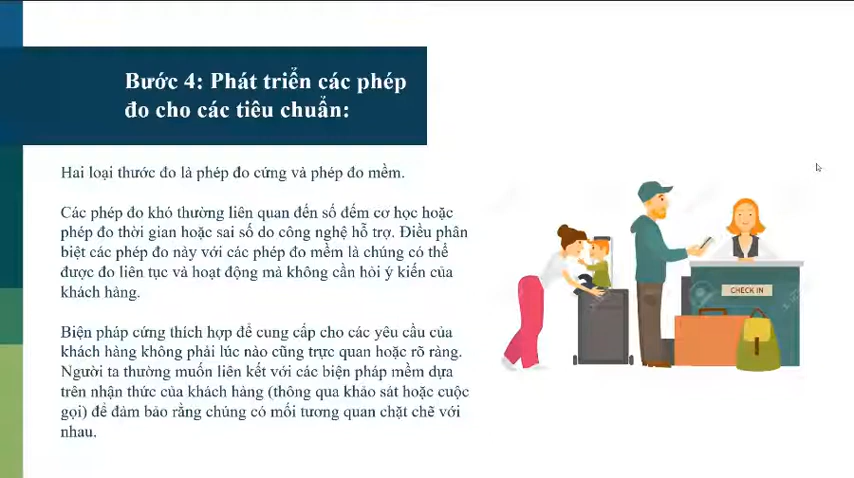 Bước 4: Phát triển các phép
đo cho các tiêu chuẩn:
Hai loại thước đo là phép đo cứng và phép đo mềm.
Các phép đo khó thường liên quan đến số đếm cơ học hoặc
phép đo thời gian hoặc sai số do công nghệ hỗ trợ. Điều phân
biệt các phép đo này với các phép đo mềm là chúng có thể
được đo liên tục và hoạt động mà không cần hỏi ý kiến của
khách hàng.
Biện pháp cứng thích hợp để cung cấp cho các yêu cầu của
khách hàng không phải lúc nào cũng trực quan hoặc rõ ràng.
Người ta thường muốn liên kết với các biện pháp mềm dựa
trên nhận thức của khách hàng (thông qua khảo sát hoặc cuộc
gọi) để đảm bảo rằng chúng có mối tương quan chặt chẽ với
nhau.
CHECK IN